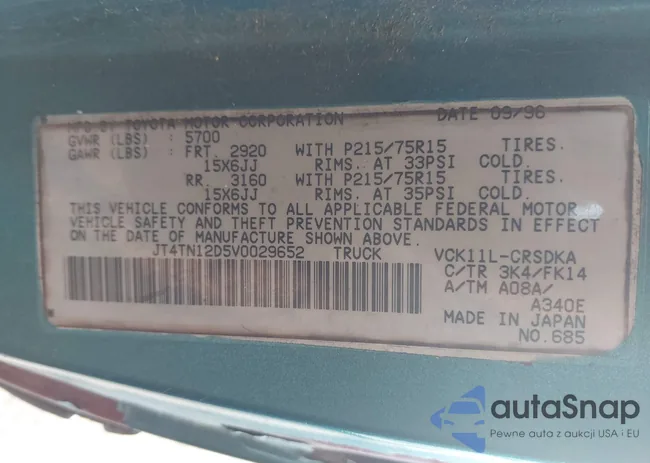 MFD BY TOYOTA MOTOR CORPORATION DATE 09/96
GVWR (LBS) : 5700
GAWR (LBS) : FRT. 2920 WITH P215/75R15 TIRES.
15X6JJ RIMS. AT 33PSI COLD.
RR. 3160 WITH P215/75R15 TIRES.
15X6JJ RIMS. AT 35PSI COLD.
THIS VEHICLE CONFORMS TO ALL APPLICABLE FEDERAL MOTOR
VEHICLE SAFETY AND THEFT PREVENTION STANDARDS IN EFFECT
ON THE DATE OF MANUFACTURE SHOWN ABOVE.
JT4TN12D5V0029652 TRUCK VCK11L-CRSDKA
C/TR 3K4/FK14
A/TM A08A/
A340E
MADE IN JAPAN
NO.685
autoSnap
Pewne auta z aukcji USA i EU